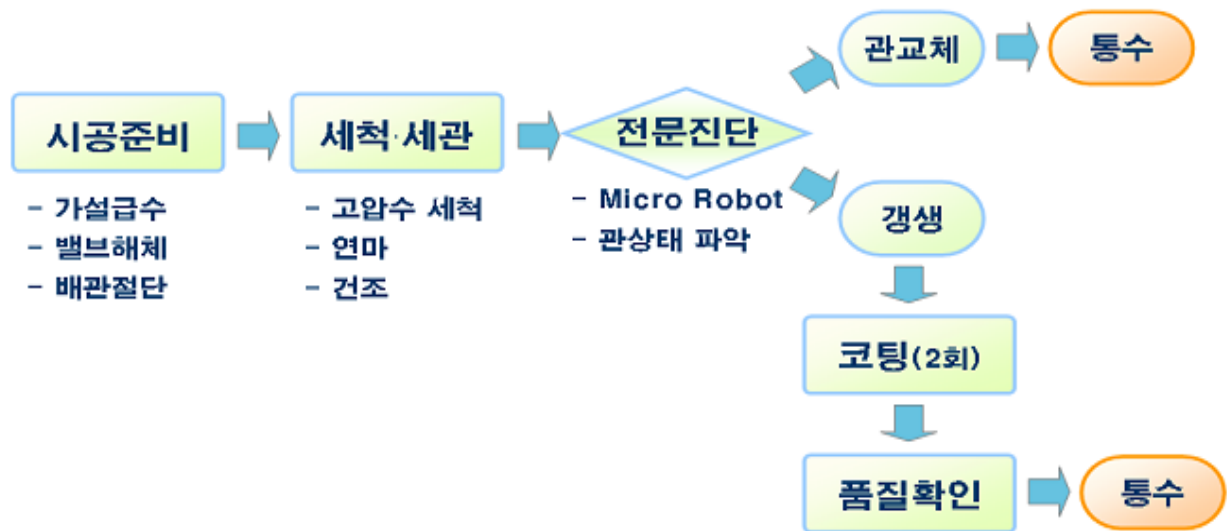 시공준비
- 가설급수
- 밸브해체
- 배관절단
세척·세관
- 고압수 세척
- 연마
- 건조
전문진단
- Micro Robot
- 관상태 파악
관교체
통수
갱생
코팅(2회)
품질확인
통수